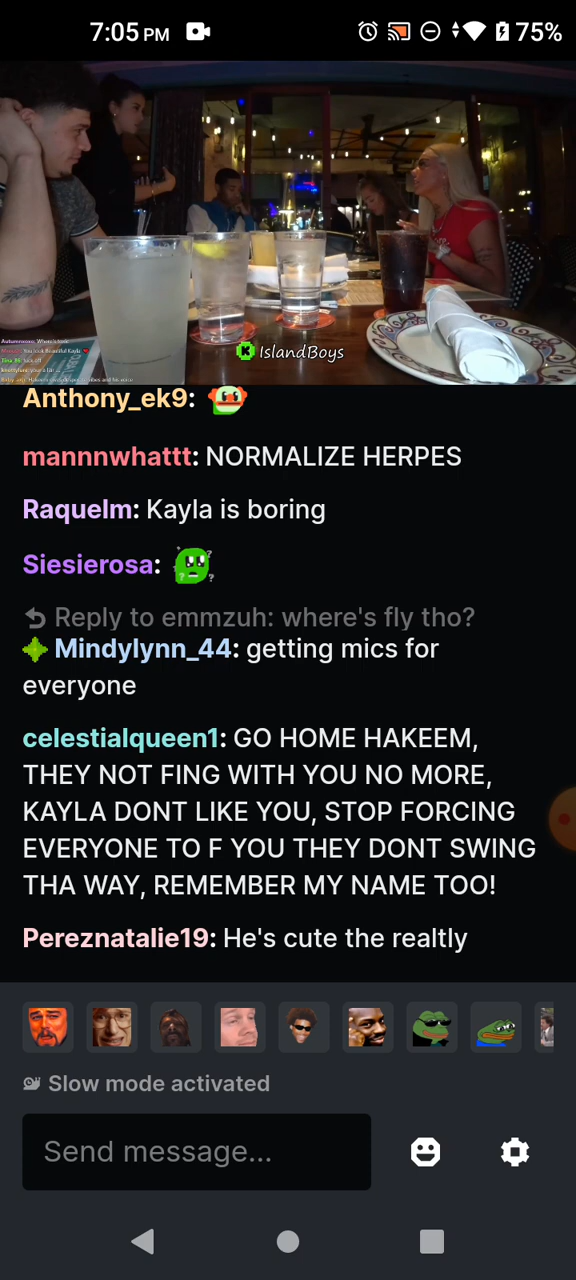 7:05 PM 75%
IslandBoys
Anthony_ek9:
mannnwhattt: NORMALIZE HERPES
Raquelm: Kayla is boring
Siesierosa:
Reply to emmzuh: where's fly tho?
Mindylynn_44: getting mics for
everyone
celestialqueen1: GO HOME HAKEEM,
THEY NOT FING WITH YOU NO MORE,
KAYLA DONT LIKE YOU, STOP FORCING
EVERYONE TO F YOU THEY DONT SWING
THA WAY, REMEMBER MY NAME TOO!
Pereznatalie19: He's cute the realtly
Slow mode activated
Send message...